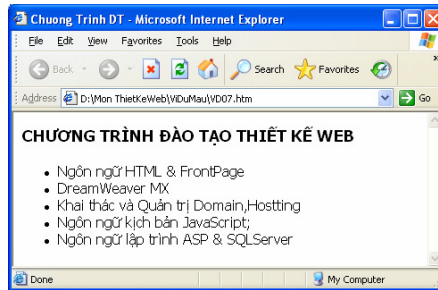 Chuong Trinh DT - Microsoft Internet Explorer
File Edit View Favorites Tools Help
Back Search Favorites
Address D:\Mon ThietKeWeb\ViDuMau\VD07.htm Go
CHƯƠNG TRÌNH ĐÀO TẠO THIẾT KẾ WEB
• Ngôn ngữ HTML & FrontPage
• DreamWeaver MX
• Khai thác và Quản trị Domain,Hostting
• Ngôn ngữ kịch bản JavaScript;
• Ngôn ngữ lập trình ASP & SQLServer
Done My Computer